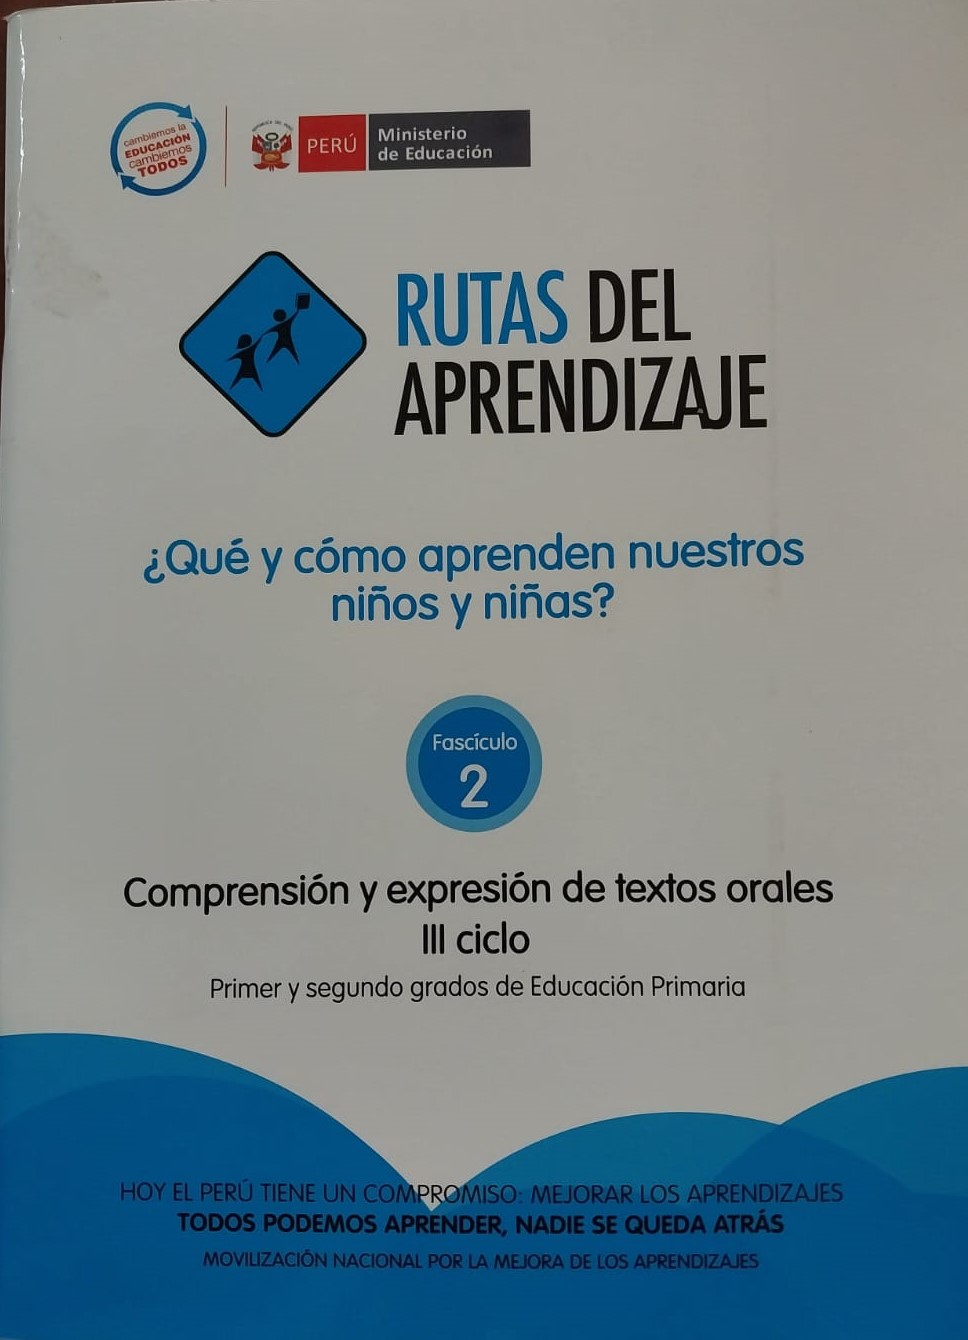 cambiemos la
EDUCACIÓN
cambiemos
TODOS
PERÚ
Ministerio
de Educación
RUTAS DEL
APRENDIZAJE
¿Qué y cómo aprenden nuestros
niños y niñas?
Fascículo
2
Comprensión y expresión de textos orales
III ciclo
Primer y segundo grados de Educación Primaria
HOY EL PERÚ TIENE UN COMPROMISO: MEJORAR LOS APRENDIZAJES
TODOS PODEMOS APRENDER, NADIE SE QUEDA ATRÁS
MOVILIZACIÓN NACIONAL POR LA MEJORA DE LOS APRENDIZAJES